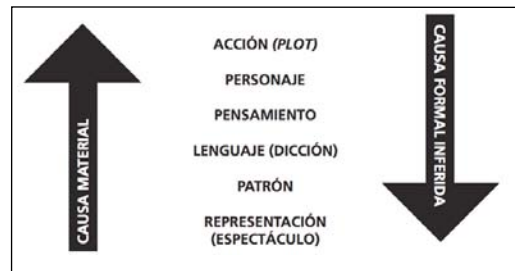 CAUSA MATERIAL
ACCIÓN (PLOT)
PERSONAJE
PENSAMIENTO
LENGUAJE (DICCIÓN)
PATRÓN
REPRESENTACIÓN
(ESPECTÁCULO)
CAUSA FORMAL INFERIDA